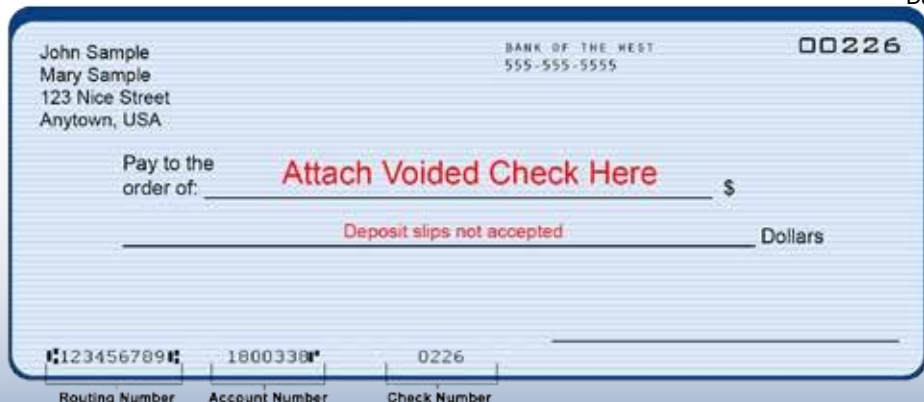 John Sample
Mary Sample
123 Nice Street
Anytown, USA
BANK OF THE WEST
555-555-5555
00226
Pay to the
order of: Attach Voided Check Here $
Deposit slips not accepted Dollars
⑆123456789⑆ 1800338⑈ 0226
Routing Number Account Number Check Number